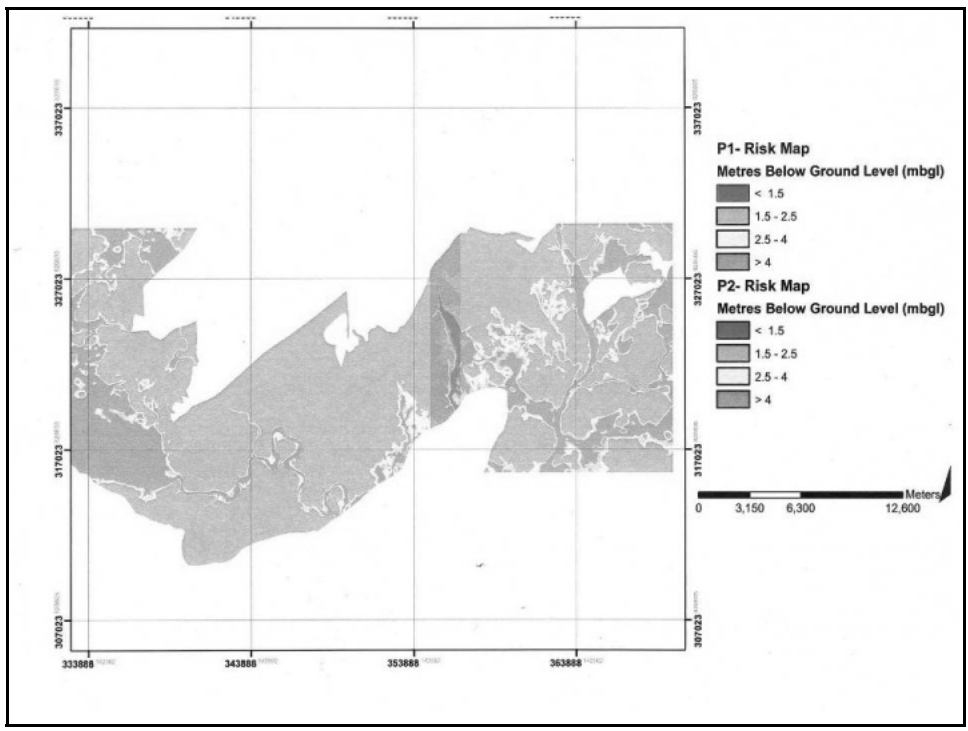 P1- Risk Map
Metres Below Ground Level (mbgl)
< 1.5
1.5 - 2.5
2.5 - 4
> 4
P2- Risk Map
Metres Below Ground Level (mbgl)
< 1.5
1.5 - 2.5
2.5 - 4
> 4
Meters
0 3,150 6,300 12,600
337023 337023
327023 327023
317023 317023
307023 307023
333888 343888 353888 363888